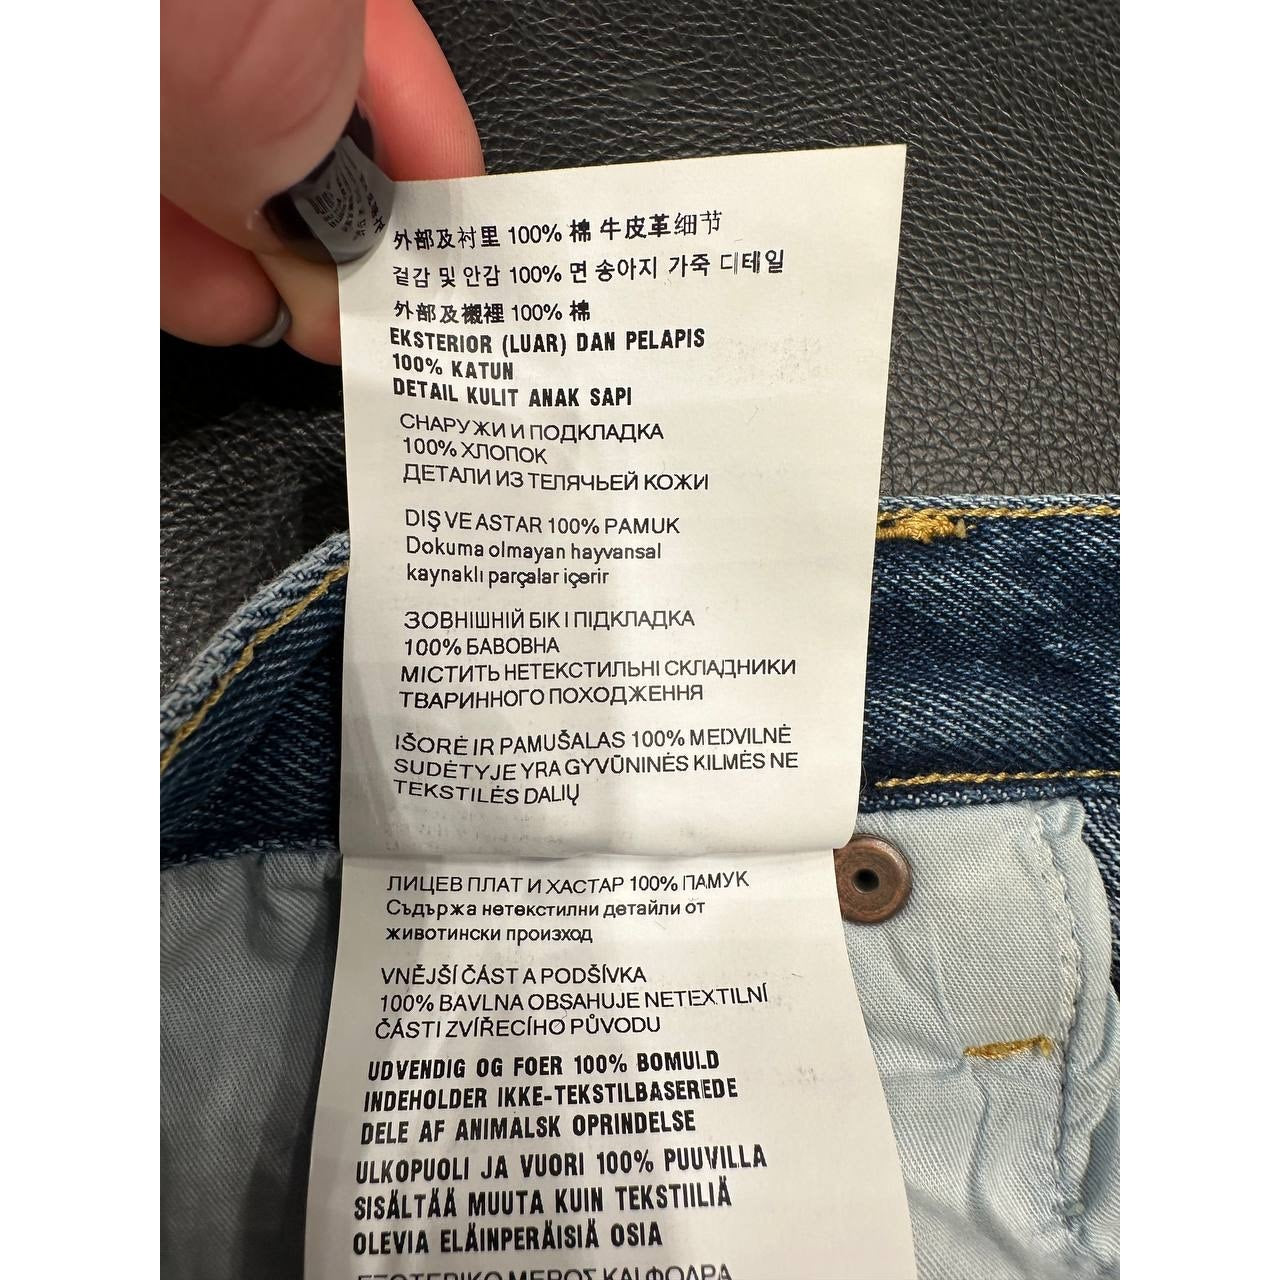 外部及衬里 100% 棉 牛皮革细节
겉감 및 안감 100% 면 송아지 가죽 디테일
外部及襯裡 100% 棉
EKSTERIOR (LUAR) DAN PELAPIS
100% KATUN
DETAIL KULIT ANAK SAPI
СНАРУЖИ И ПОДКЛАДКА
100% ХЛОПОК
ДЕТАЛИ ИЗ ТЕЛЯЧЬЕЙ КОЖИ
DIŞ VE ASTAR 100% PAMUK
Dokuma olmayan hayvansal
kaynaklı parçalar içerir
ЗОВНІШНІЙ БІК І ПІДКЛАДКА
100% БАВОВНА
МІСТИТЬ НЕТЕКСТИЛЬНІ СКЛАДНИКИ
ТВАРИННОГО ПОХОДЖЕННЯ
IŠORĖ IR PAMUŠALAS 100% MEDVILNĖ
SUDĖTYJE YRA GYVŪNINĖS KILMĖS NE
TEKSTILĖS DALIŲ
ЛИЦЕВ ПЛАТ И ХАСТАР 100% ПАМУК
Съдържа нетекстилни детайли от
животински произход
VNĚJŠÍ ČÁST A PODŠÍVKA
100% BAVLNA OBSAHUJE NETEXTILNÍ
ČÁSTI ZVÍŘECÍHO PŮVODU
UDVENDIG OG FOER 100% BOMULD
INDEHOLDER IKKE-TEKSTILBASEREDE
DELE AF ANIMALSK OPRINDELSE
ULKOPUOLI JA VUORI 100% PUUVILLA
SISÄLTÄÄ MUUTA KUIN TEKSTIILIÄ
OLEVIA ELÄINPERÄISIÄ OSIA
ΕΞΩΤΕΡΙΚΟ ΜΕΡΟΣ ΚΑΙ ΦΟΔΡΑ